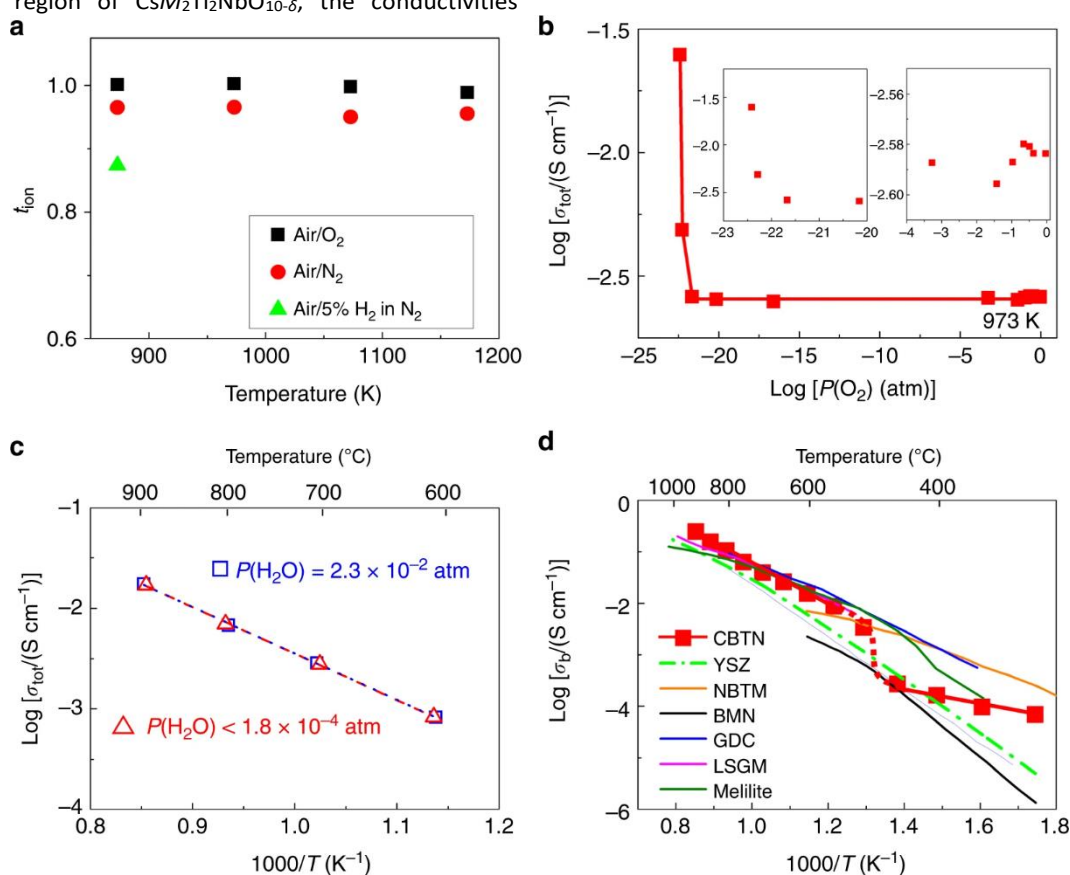 region of CsM₂Ti₂NbO₁₀₋δ, the conductivities
a
tion
1.0
0.8
0.6
900
1000
1100
1200
Temperature (K)
Air/O₂
Air/N₂
Air/5% H₂ in N₂
b
Log [σtot/(S cm⁻¹)]
−1.5
−2.0
−2.5
−25
−20
−15
−10
−5
0
Log [P(O₂) (atm)]
973 K
−1.5
−2.0
−2.5
−23
−22
−21
−20
−2.56
−2.58
−2.60
−4
−3
−2
−1
0
c
Temperature (°C)
900
800
700
600
Log [σtot/(S cm⁻¹)]
−1
−2
−3
−4
P(H₂O) = 2.3 × 10⁻² atm
P(H₂O) < 1.8 × 10⁻⁴ atm
0.8
0.9
1.0
1.1
1.2
1000/T (K⁻¹)
d
Temperature (°C)
1000
800
600
400
Log [σb/(S cm⁻¹)]
0
−2
−4
−6
CBTN
YSZ
NBTM
BMN
GDC
LSGM
Melilite
0.8
1.0
1.2
1.4
1.6
1.8
1000/T (K⁻¹)